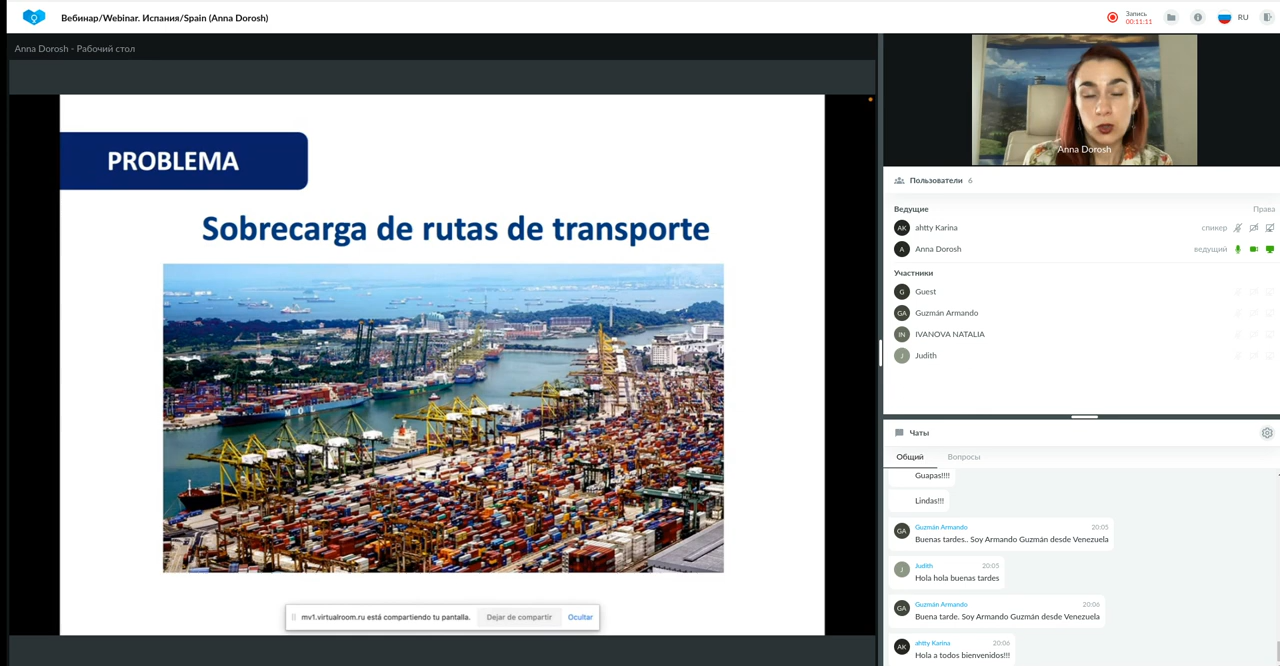 Вебинар/Webinar. Испания/Spain (Anna Dorosh)
Запись
00:11:11
RU
Anna Dorosh - Рабочий стол
PROBLEMA
Sobrecarga de rutas de transporte
MOL
mv1.virtualroom.ru está compartiendo tu pantalla.
Dejar de compartir
Ocultar
Anna Dorosh
Пользователи 6
Ведущие
Права
AK ahtty Karina
спикер
A Anna Dorosh
ведущий
Участники
G Guest
GA Guzmán Armando
IN IVANOVA NATALIA
J Judith
Чаты
Общий
Вопросы
Guapas!!!!
Lindas!!!
GA Guzmán Armando 20:05
Buenas tardes.. Soy Armando Guzmán desde Venezuela
J Judith 20:05
Hola hola buenas tardes
GA Guzmán Armando 20:06
Buena tarde. Soy Armando Guzmán desde Venezuela
AK ahtty Karina 20:06
Hola a todos bienvenidos!!!